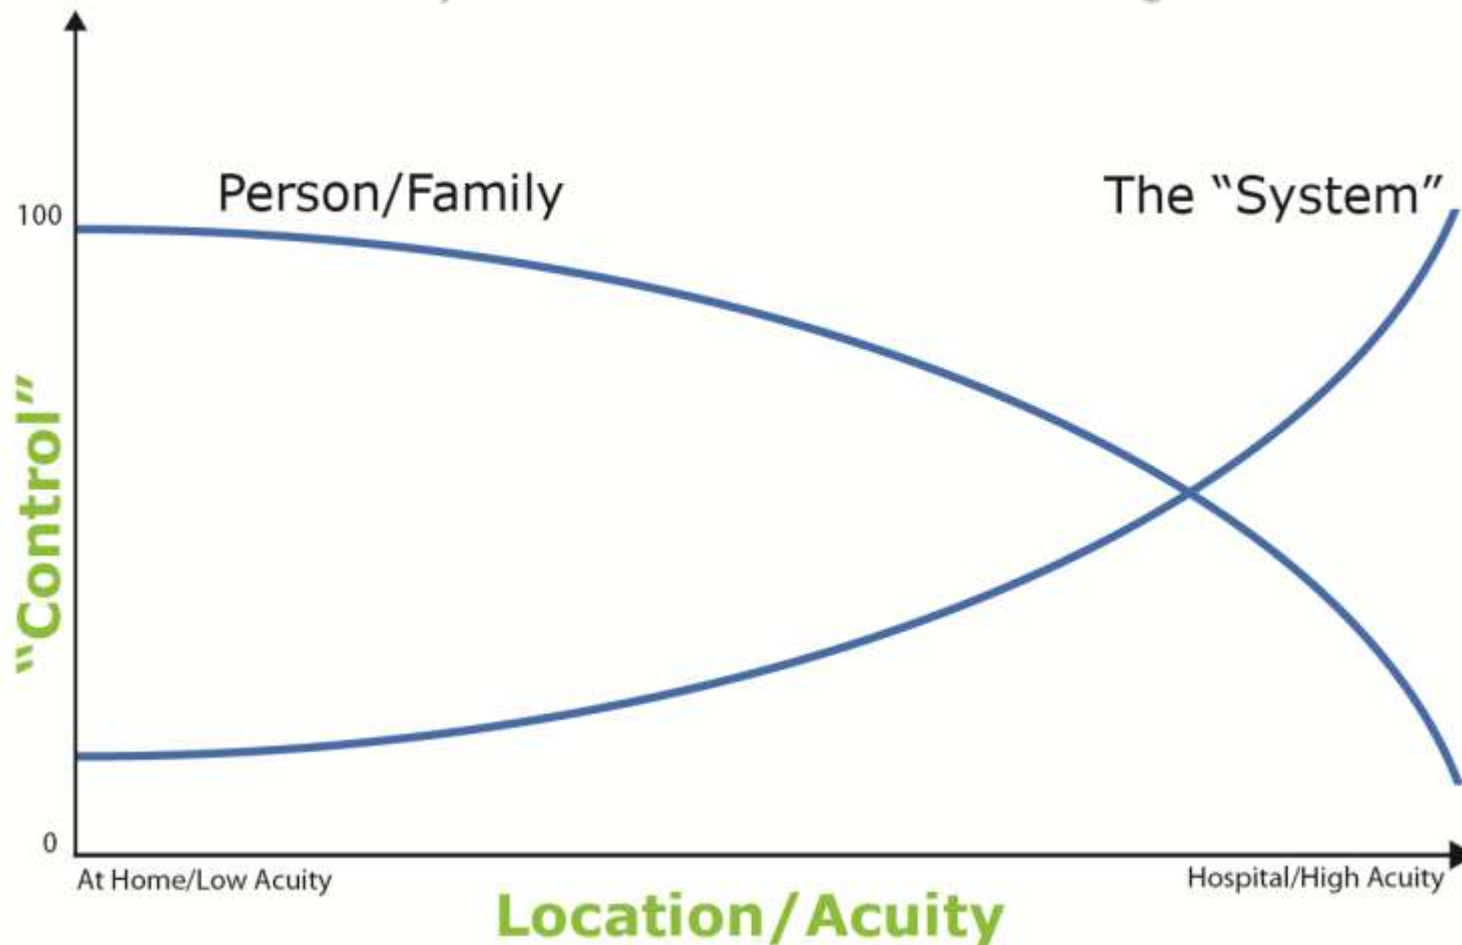 Person/Family
The “System”
100
“Control”
0
At Home/Low Acuity
Hospital/High Acuity
Location/Acuity